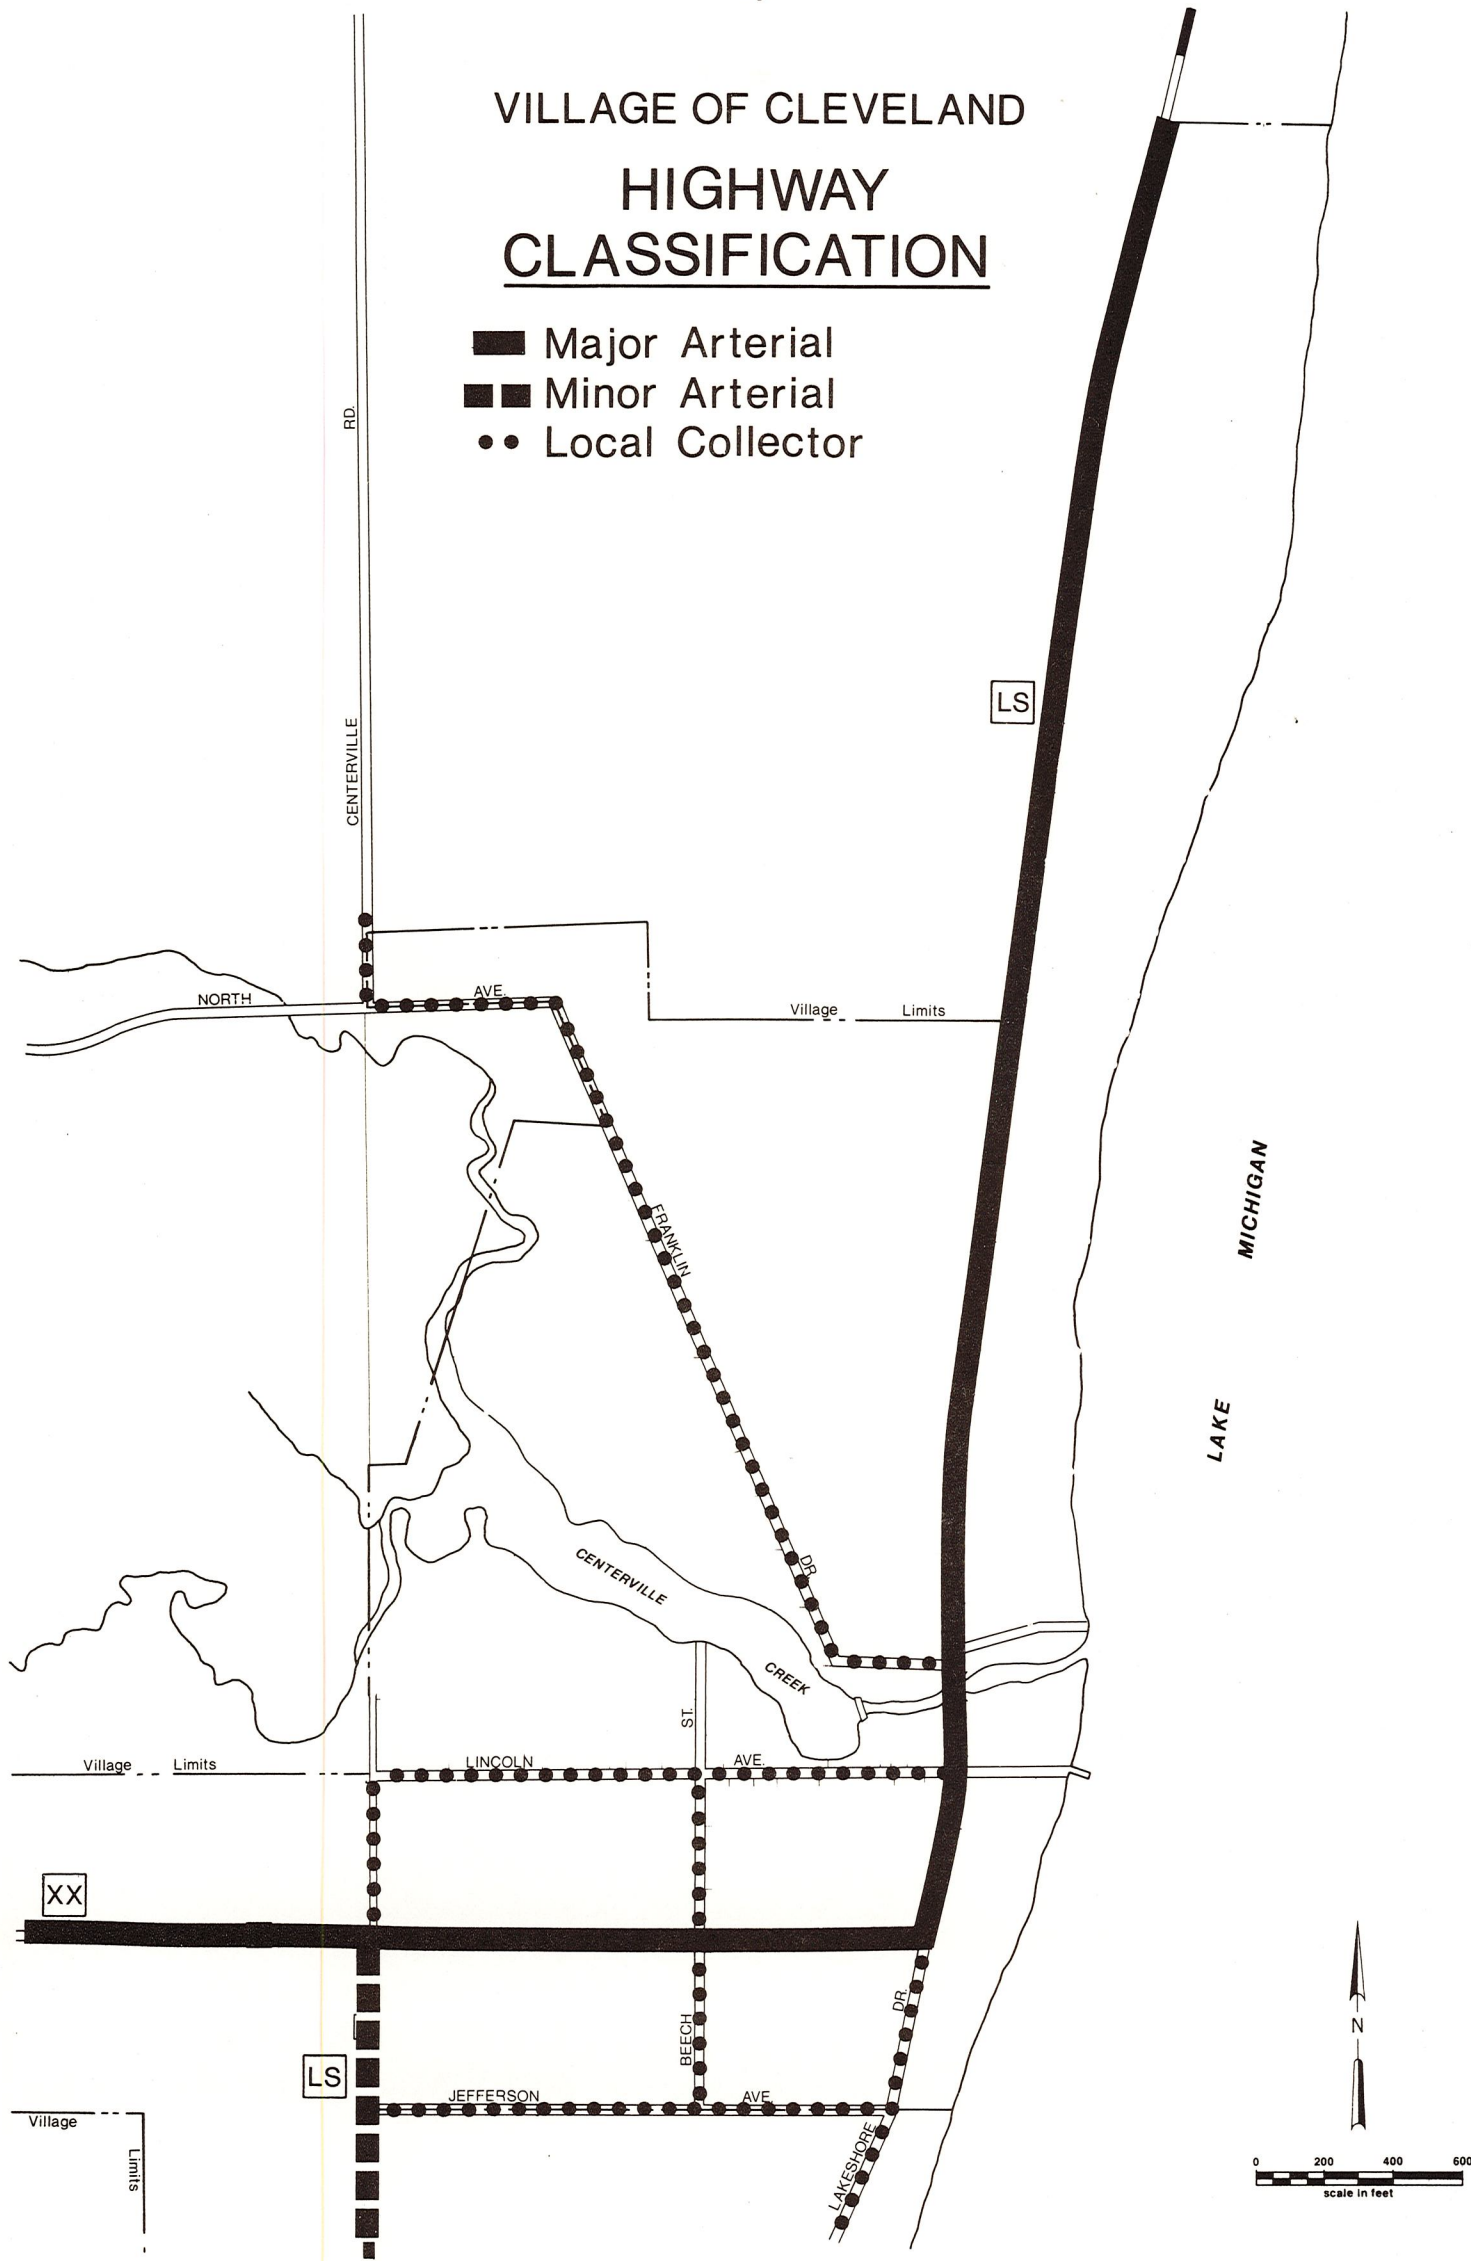 VILLAGE OF CLEVELAND
HIGHWAY
CLASSIFICATION
Major Arterial
Minor Arterial
Local Collector
RD.
CENTERVILLE
LS
NORTH
AVE.
Village Limits
FRANKLIN
DR.
MICHIGAN
LAKE
CENTERVILLE
CREEK
ST.
Village Limits
LINCOLN
AVE.
XX
LS
BEECH
DR.
JEFFERSON
AVE.
LAKESHORE
Village
Limits
N
0 200 400 600
scale in feet